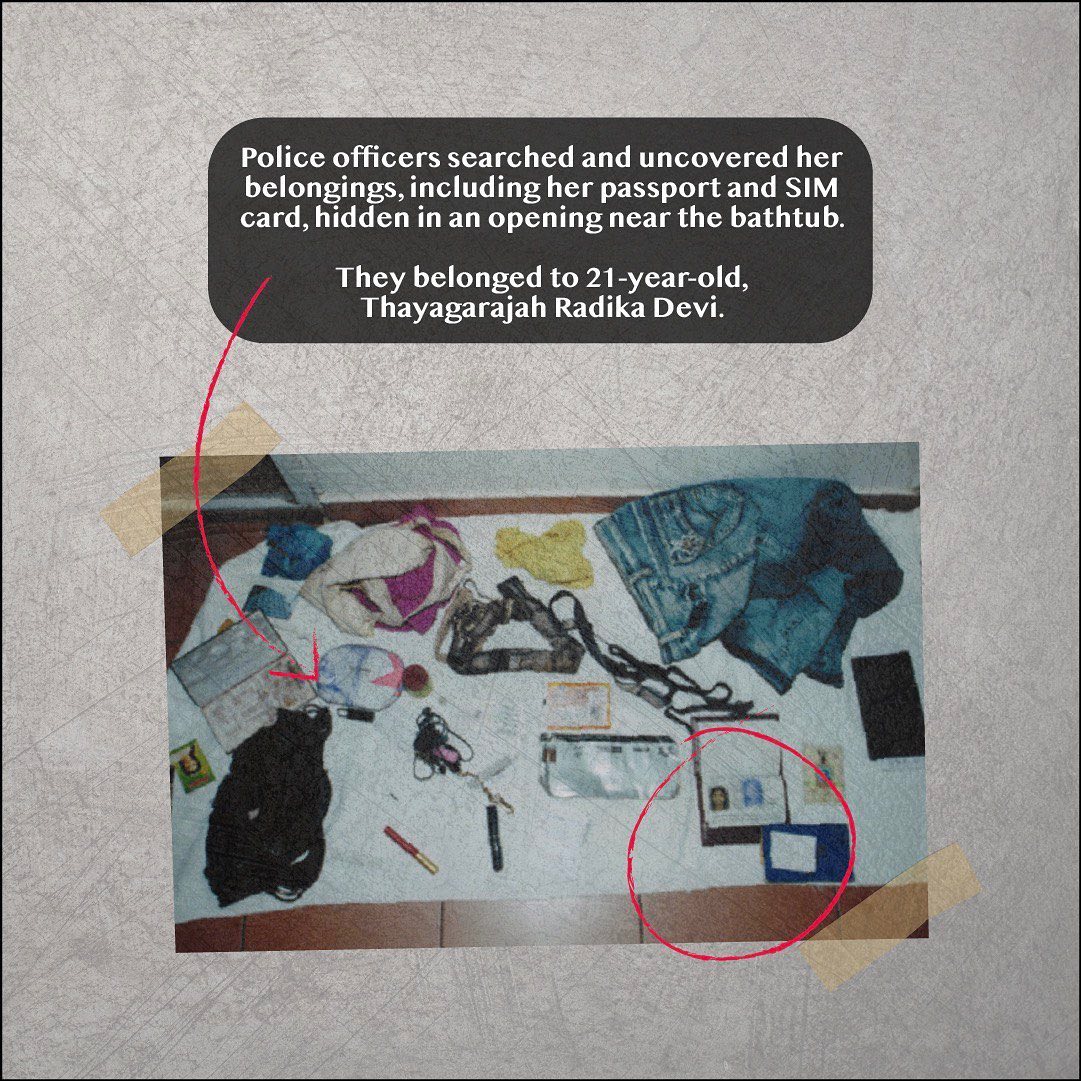 Police officers searched and uncovered her
belongings, including her passport and SIM
card, hidden in an opening near the bathtub.
They belonged to 21-year-old,
Thayagarajah Radika Devi.